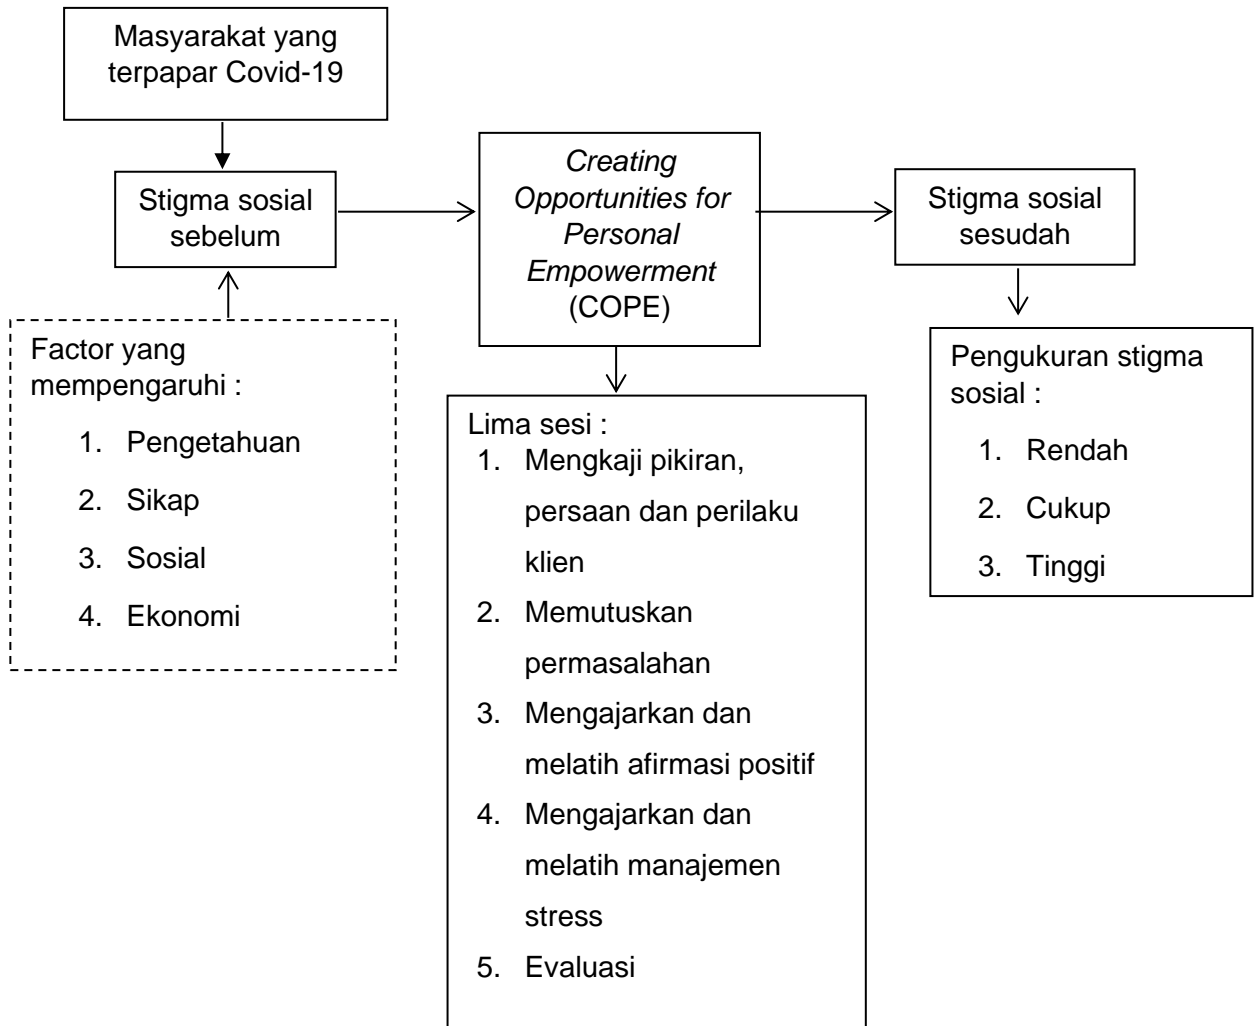 Masyarakat yang
terpapar Covid-19
Stigma sosial
sebelum
Creating
Opportunities for
Personal
Empowerment
(COPE)
Stigma sosial
sesudah
Factor yang
mempengaruhi :
1. Pengetahuan
2. Sikap
3. Sosial
4. Ekonomi
Lima sesi :
1. Mengkaji pikiran,
persaan dan perilaku
klien
2. Memutuskan
permasalahan
3. Mengajarkan dan
melatih afirmasi positif
4. Mengajarkan dan
melatih manajemen
stress
5. Evaluasi
Pengukuran stigma
sosial :
1. Rendah
2. Cukup
3. Tinggi